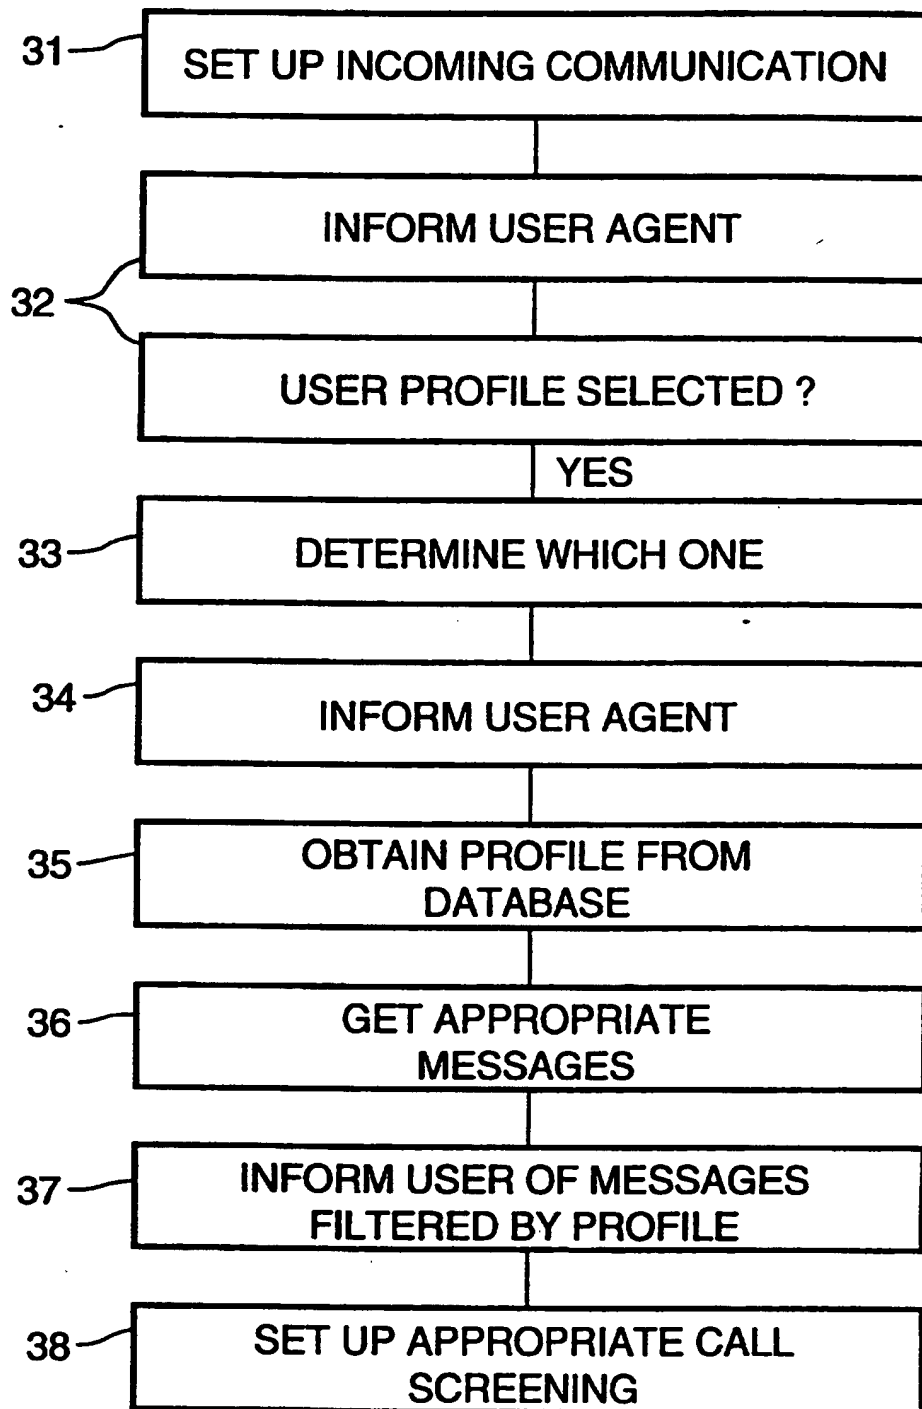 31
SET UP INCOMING COMMUNICATION
INFORM USER AGENT
32
USER PROFILE SELECTED ?
YES
33
DETERMINE WHICH ONE
34
INFORM USER AGENT
35
OBTAIN PROFILE FROM
DATABASE
36
GET APPROPRIATE
MESSAGES
37
INFORM USER OF MESSAGES
FILTERED BY PROFILE
38
SET UP APPROPRIATE CALL
SCREENING